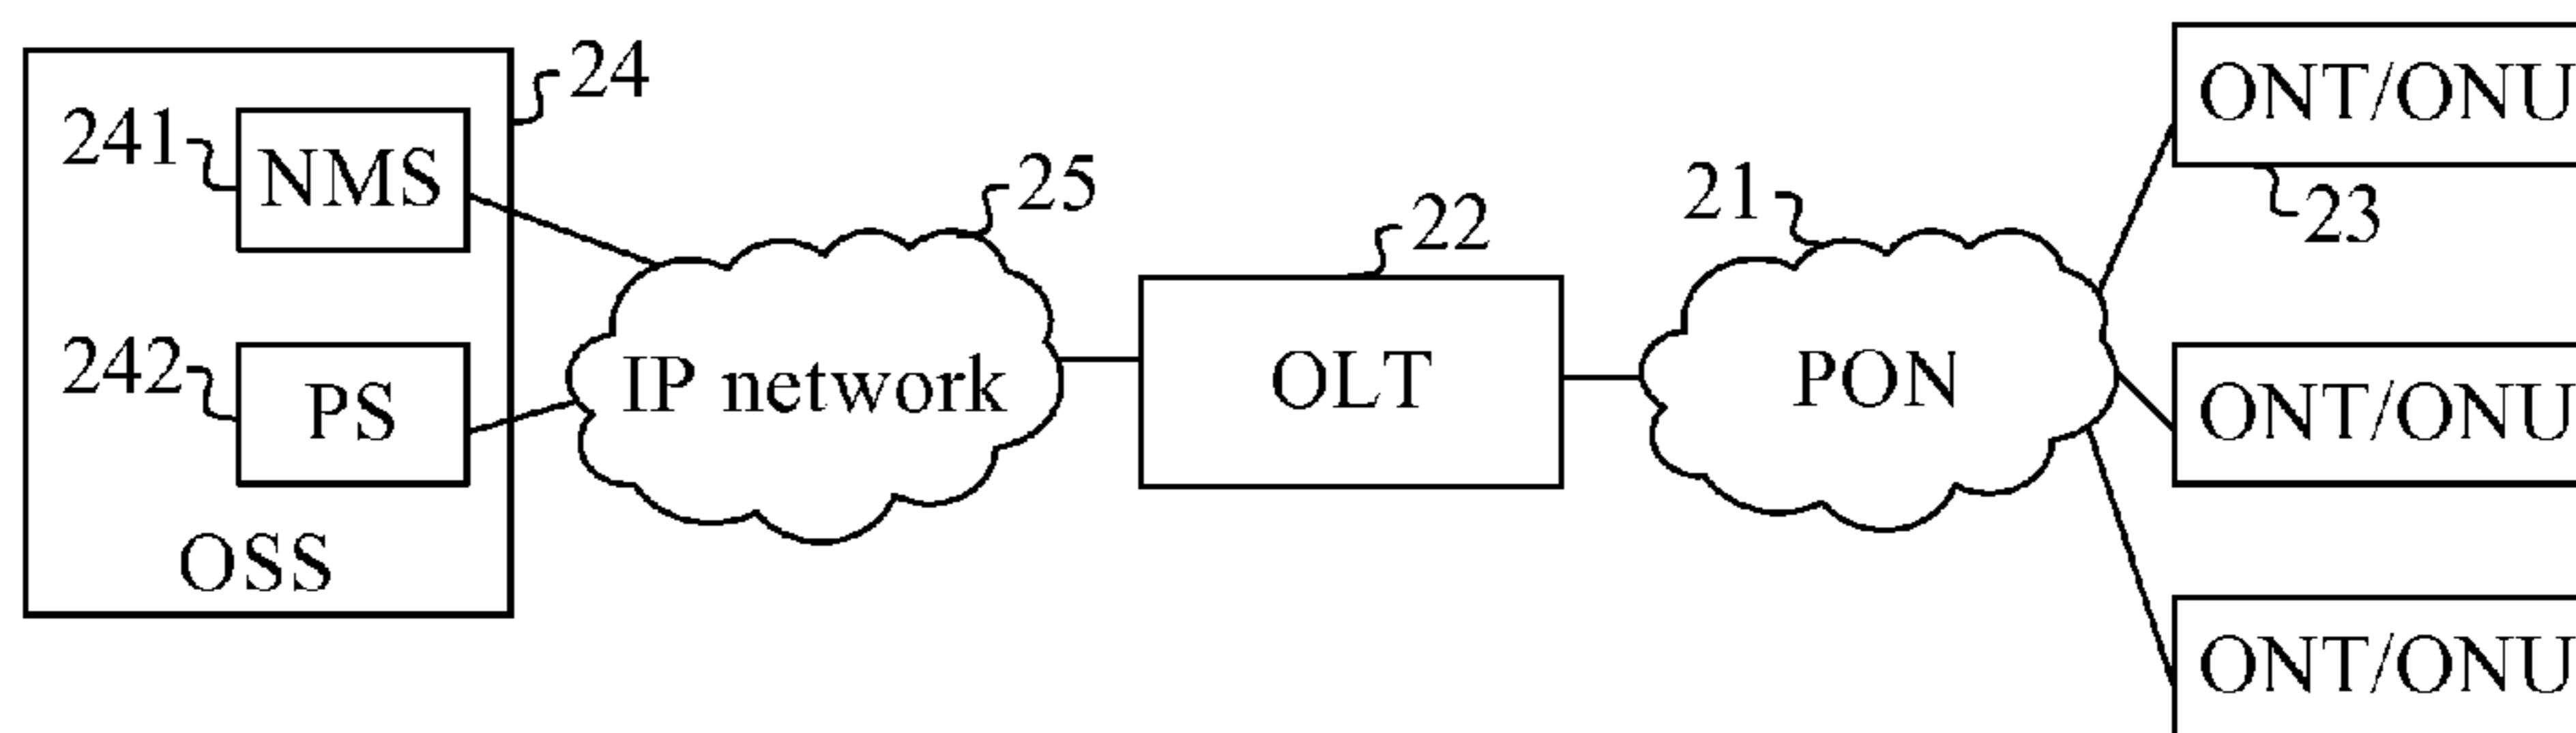 24
241
NMS
242
PS
OSS
25
IP network
22
OLT
21
PON
ONT/ONU
23
ONT/ONU
ONT/ONU